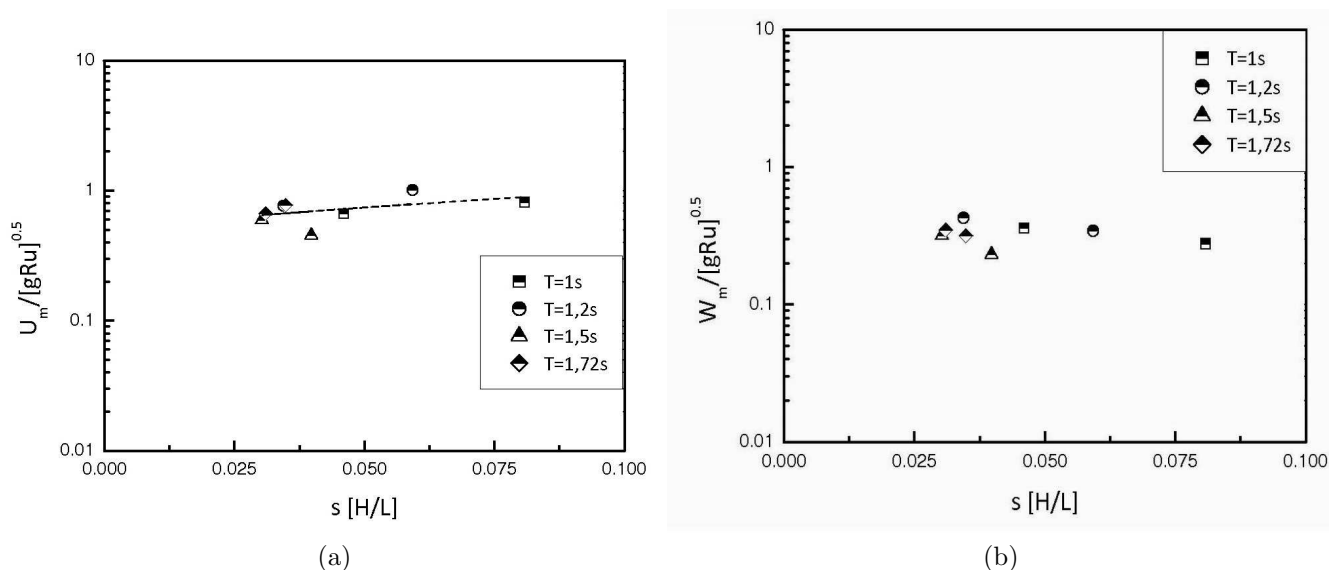 10
1
0.1
0.01
U_m/[gRu]^0.5
0.000
0.025
0.050
0.075
0.100
s [H/L]
T=1s
T=1,2s
T=1,5s
T=1,72s
(a)
10
1
0.1
0.01
W_m/[gRu]^0.5
0.000
0.025
0.050
0.075
0.100
s [H/L]
T=1s
T=1,2s
T=1,5s
T=1,72s
(b)